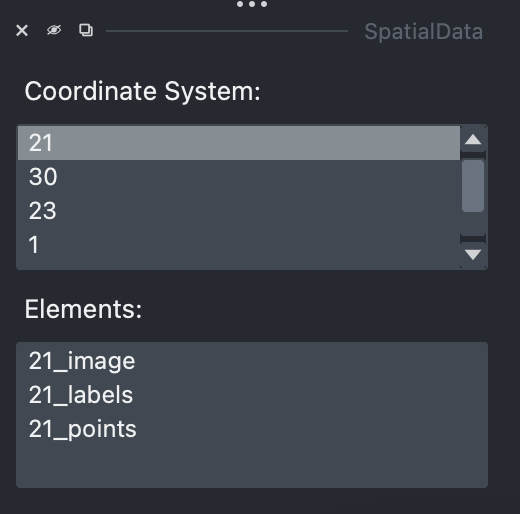 SpatialData
Coordinate System:
21
30
23
1
Elements:
21_image
21_labels
21_points